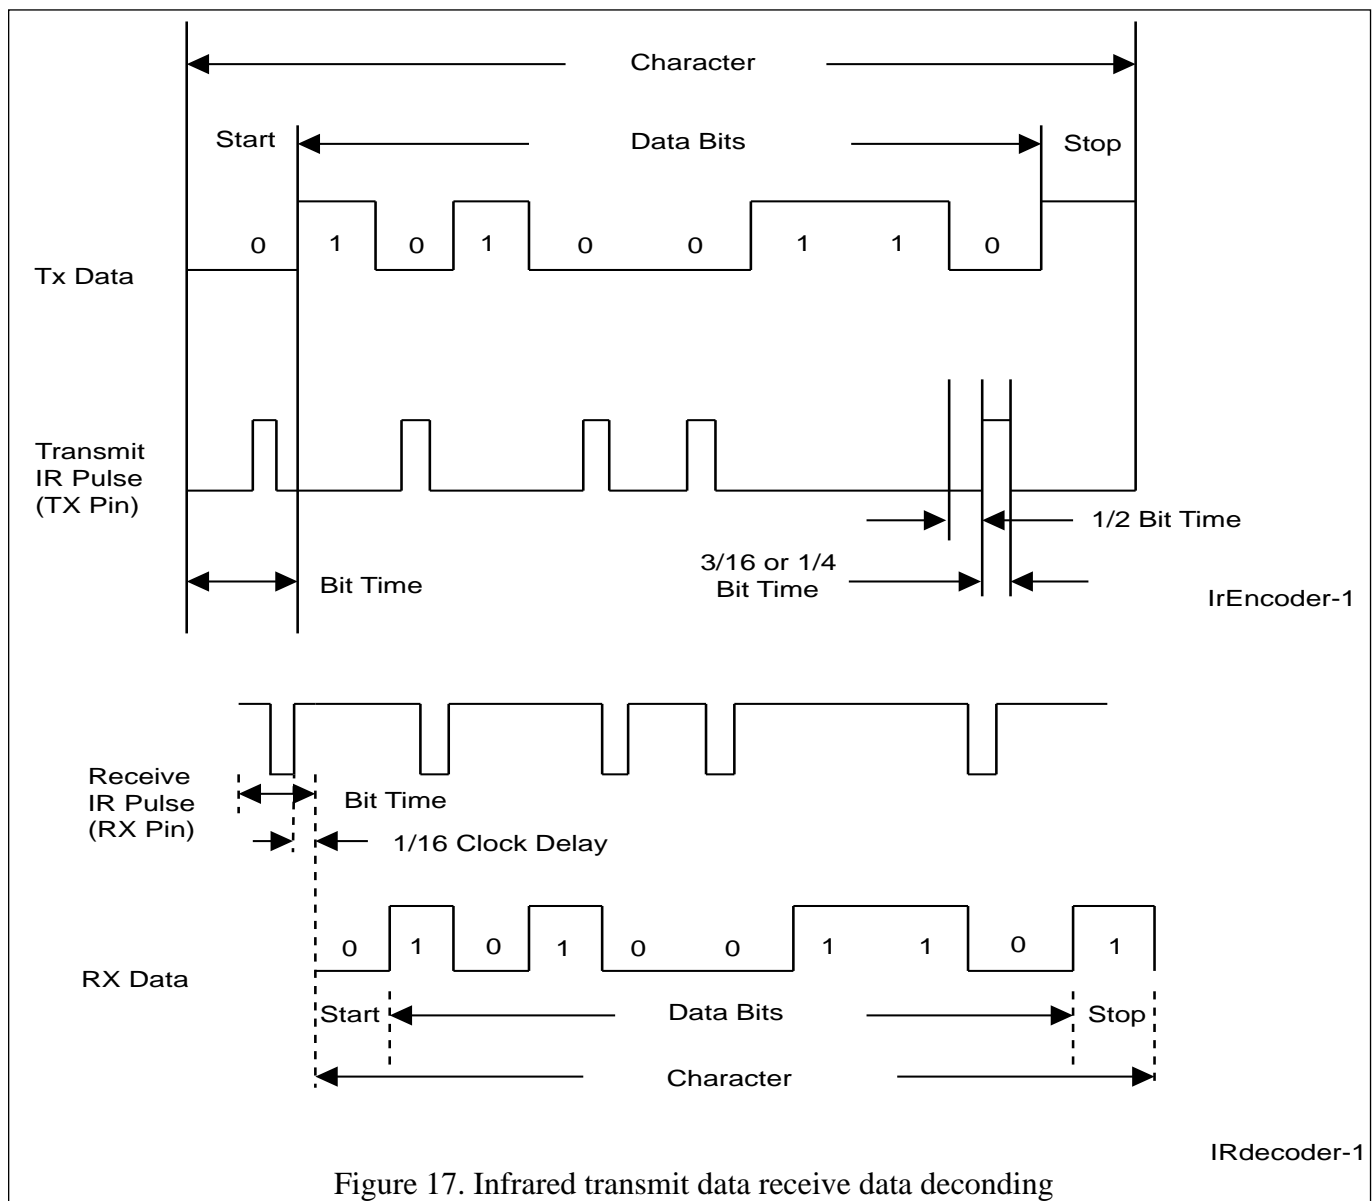 Character
Start Data Bits Stop
0 1 0 1 0 0 1 1 0
Tx Data
Transmit
IR Pulse
(TX Pin)
1/2 Bit Time
3/16 or 1/4
Bit Time
Bit Time
IrEncoder-1
Receive
IR Pulse
(RX Pin)
Bit Time
1/16 Clock Delay
0 1 0 1 0 0 1 1 0 1
RX Data
Start Data Bits Stop
Character
IRdecoder-1
Figure 17. Infrared transmit data receive data deconding